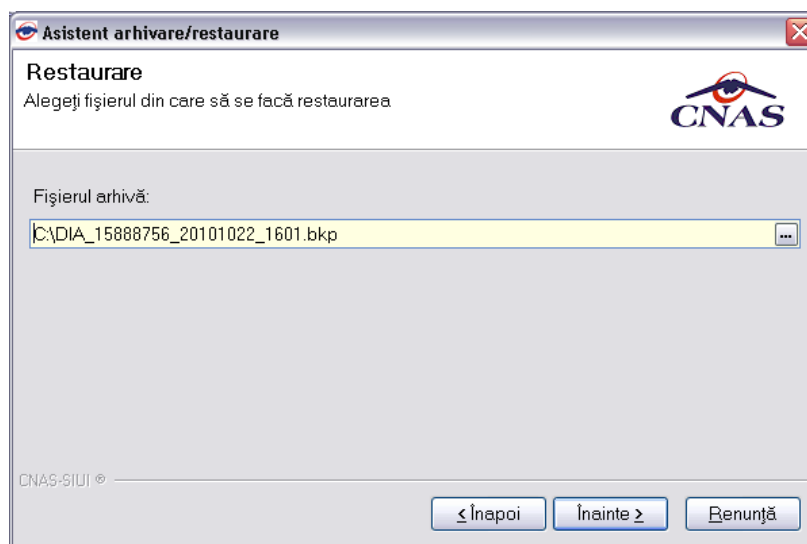 Asistent arhivare/restaurare
Restaurare
Alegeţi fişierul din care să se facă restaurarea
CNAS
Fişierul arhivă:
C:\DIA_15888756_20101022_1601.bkp
...
CNAS-SIUI ®
< Înapoi
Înainte >
Renunţă